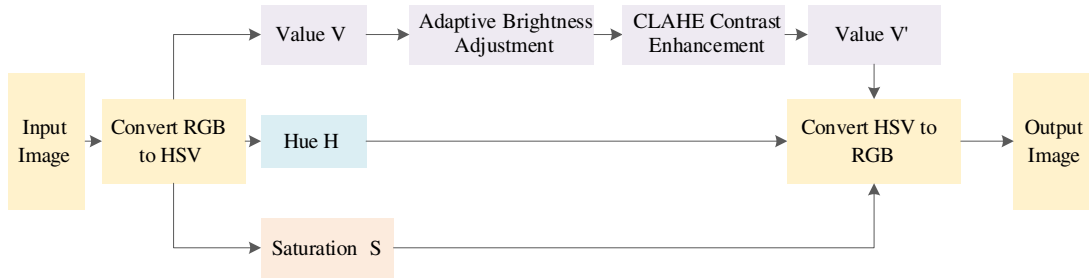 Input
Image
Convert RGB
to HSV
Value V
Adaptive Brightness
Adjustment
CLAHE Contrast
Enhancement
Value V'
Hue H
Saturation S
Convert HSV to
RGB
Output
Image